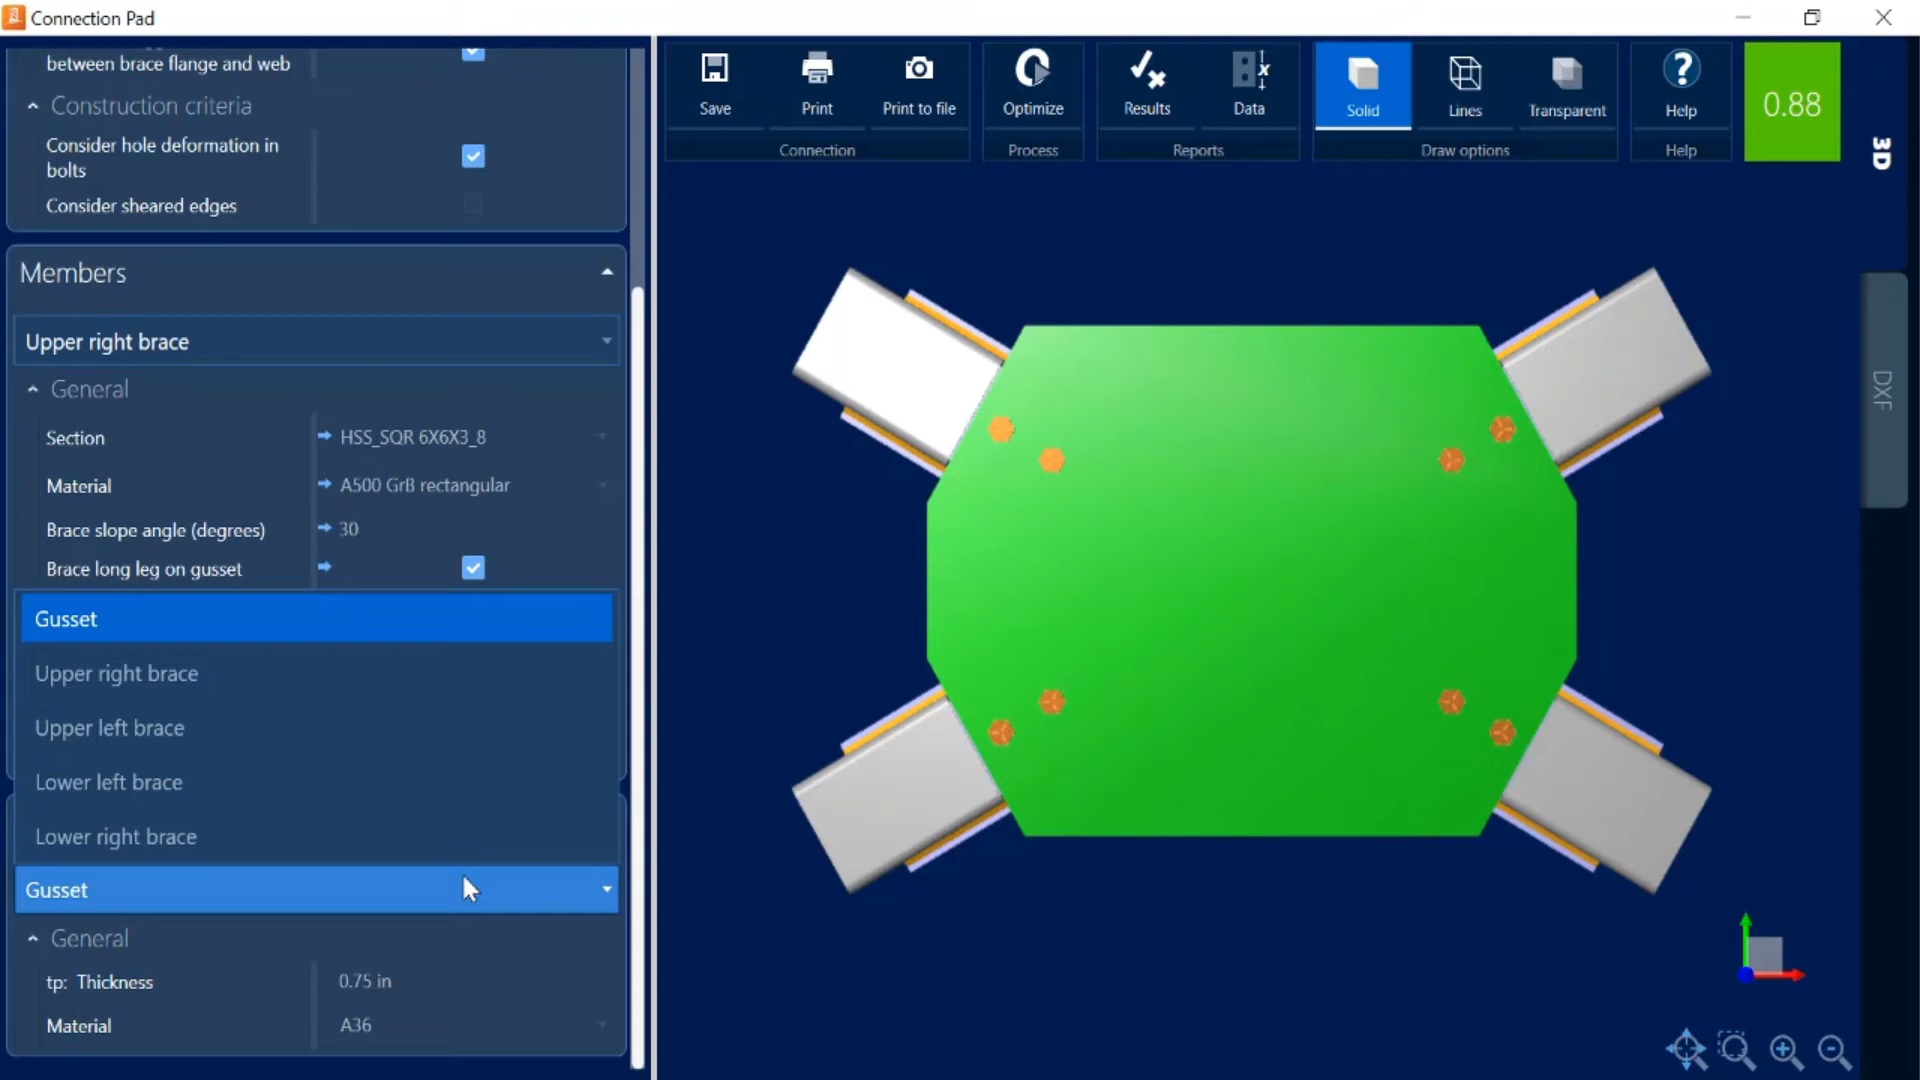 Connection Pad
between brace flange and web
Construction criteria
Consider hole deformation in
bolts
Consider sheared edges
Members
Upper right brace
General
Section
HSS_SQR 6X6X3_8
Material
A500 GrB rectangular
Brace slope angle (degrees)
30
Brace long leg on gusset
Gusset
Upper right brace
Upper left brace
Lower left brace
Lower right brace
Gusset
General
tp: Thickness
0.75 in
Material
A36
Save
Print
Print to file
Connection
Optimize
Process
Results
Data
Reports
Solid
Lines
Transparent
Draw options
Help
Help
0.88
3D
DXF